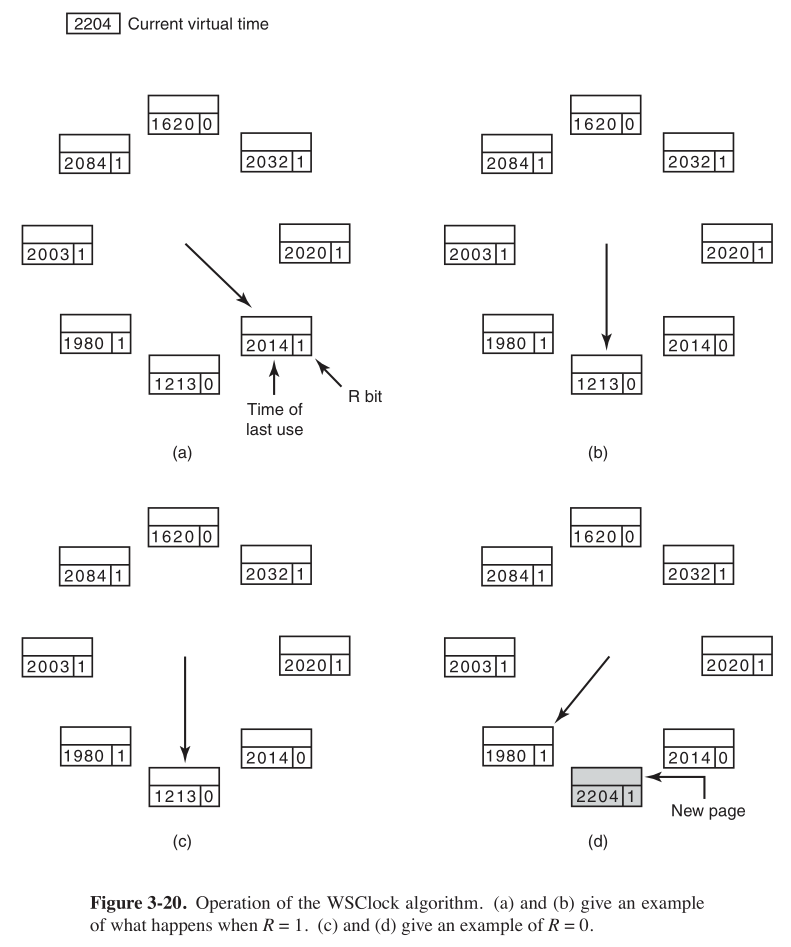 2204 Current virtual time
1620 0
2084 1
2032 1
2003 1
2020 1
1980 1
2014 1
1213 0
Time of
last use
R bit
(a)
1620 0
2084 1
2032 1
2003 1
2020 1
1980 1
2014 0
1213 0
(b)
1620 0
2084 1
2032 1
2003 1
2020 1
1980 1
2014 0
1213 0
(c)
1620 0
2084 1
2032 1
2003 1
2020 1
1980 1
2014 0
2204 1
New page
(d)
Figure 3-20. Operation of the WSClock algorithm. (a) and (b) give an example
of what happens when R = 1. (c) and (d) give an example of R = 0.